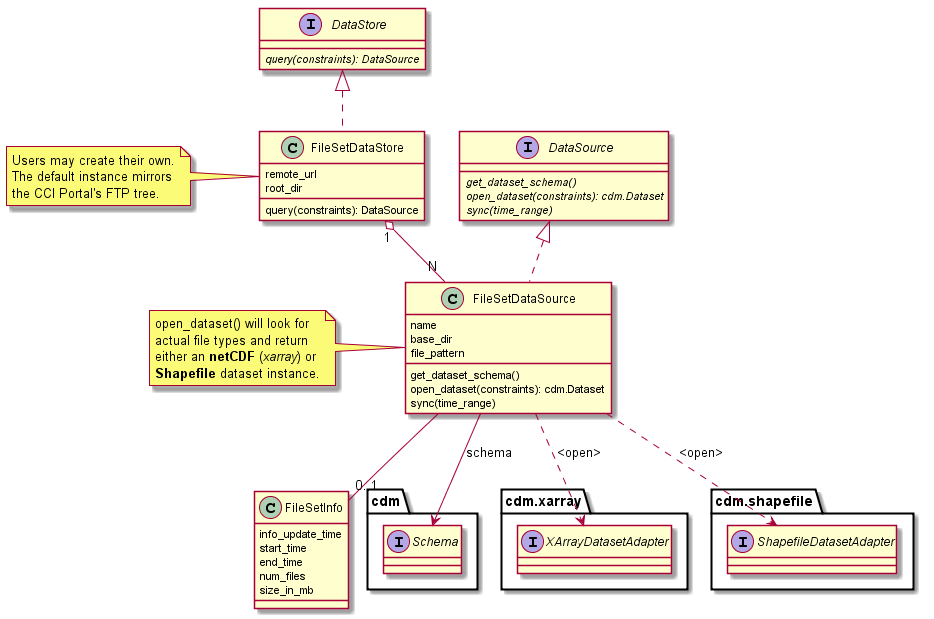 I DataStore
query(constraints): DataSource
Users may create their own.
The default instance mirrors
the CCI Portal's FTP tree.
C FileSetDataStore
remote_url
root_dir
query(constraints): DataSource
I DataSource
get_dataset_schema()
open_dataset(constraints): cdm.Dataset
sync(time_range)
1
N
open_dataset() will look for
actual file types and return
either an netCDF (xarray) or
Shapefile dataset instance.
C FileSetDataSource
name
base_dir
file_pattern
get_dataset_schema()
open_dataset(constraints): cdm.Dataset
sync(time_range)
schema
<open>
<open>
0..1
C FileSetInfo
info_update_time
start_time
end_time
num_files
size_in_mb
cdm
I Schema
cdm.xarray
I XArrayDatasetAdapter
cdm.shapefile
I ShapefileDatasetAdapter